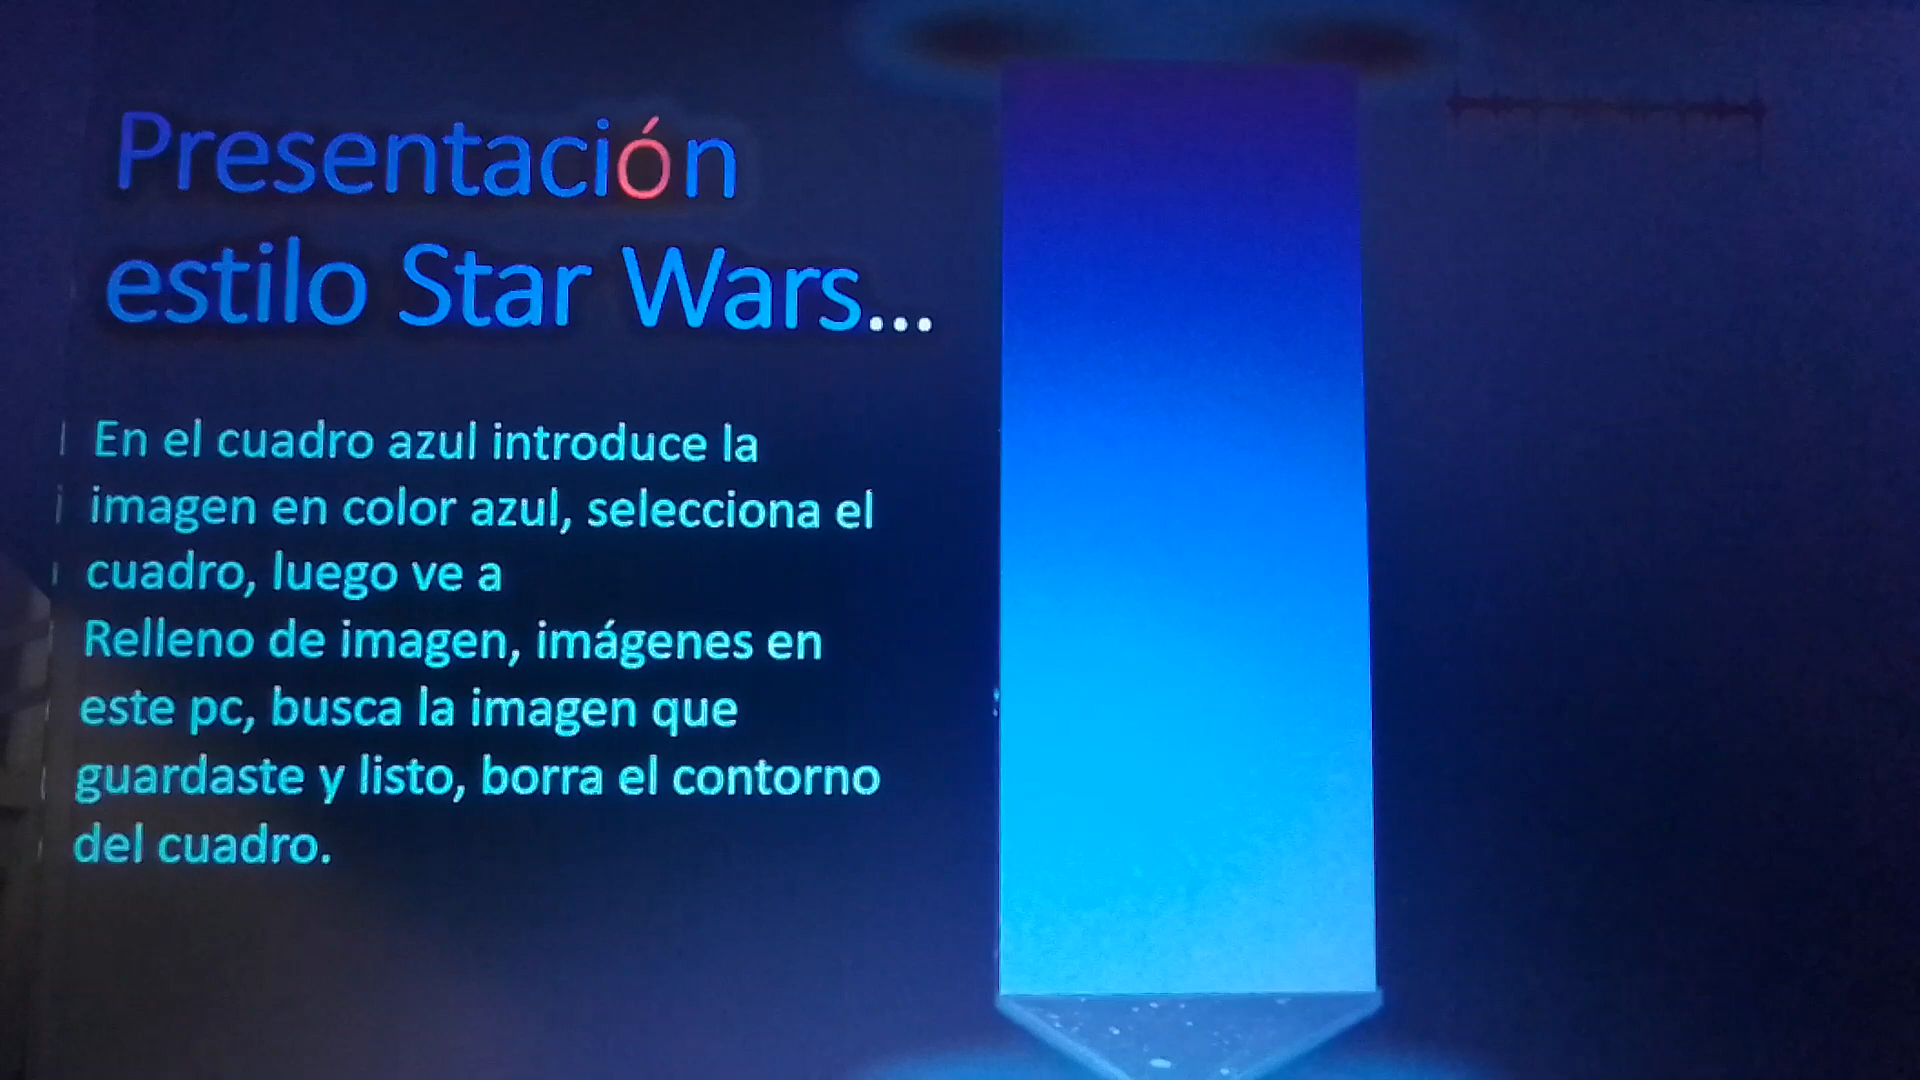 Presentación
estilo Star Wars...
En el cuadro azul introduce la
imagen en color azul, selecciona el
cuadro, luego ve a
Relleno de imagen, imágenes en
este pc, busca la imagen que
guardaste y listo, borra el contorno
del cuadro.